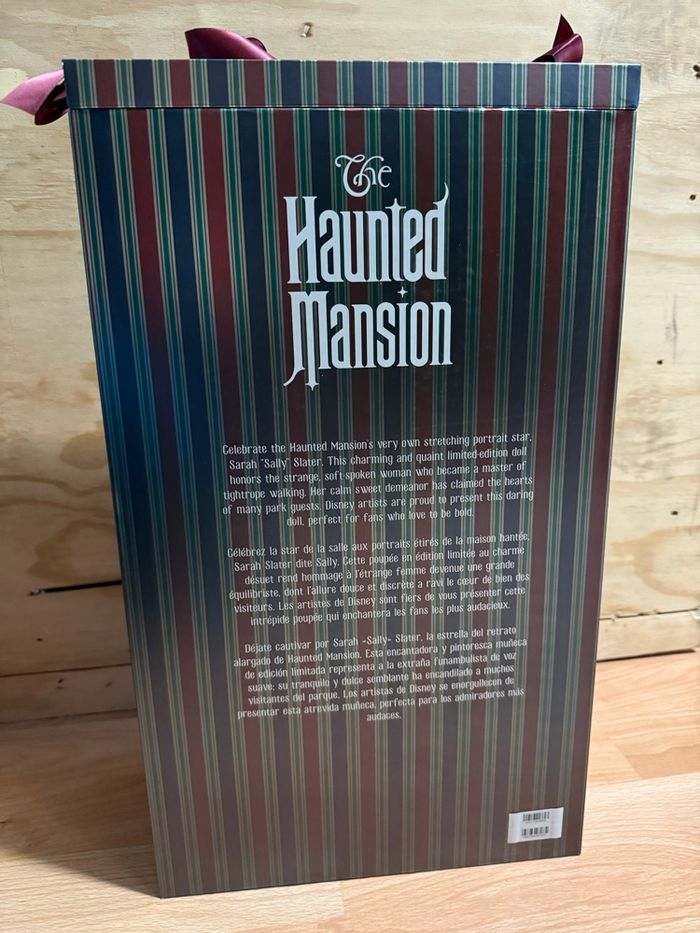 The
Haunted
Mansion
Celebrate the Haunted Mansion's very own stretching portrait star,
Sarah "Sally" Slater. This charming and quaint limited-edition doll
honors the strange, soft-spoken woman who became a master of
tightrope walking. Her calm sweet demeanor has claimed the hearts
of many park guests. Disney artists are proud to present this daring
doll, perfect for fans who love to be bold.
Célébrez la star de la salle aux portraits étirés de la maison hantée,
Sarah Slater dite Sally. Cette poupée en édition limitée au charme
désuet rend hommage à l'étrange femme devenue une grande
équilibriste, dont l'allure douce et discrète a ravi le cœur de bien des
visiteurs. Les artistes de Disney sont fiers de vous présenter cette
intrépide poupée qui enchantera les fans les plus audacieux.
Déjate cautivar por Sarah «Sally» Slater, la estrella del retrato
alargado de Haunted Mansion. Esta encantadora y pintoresca muñeca
de edición limitada representa a la extraña funambulista de voz
suave; su tranquilo y dulce semblante ha encandilado a muchos
visitantes del parque. Los artistas de Disney se enorgullecen de
presentar esta atrevida muñeca, perfecta para los admiradores más
audaces.